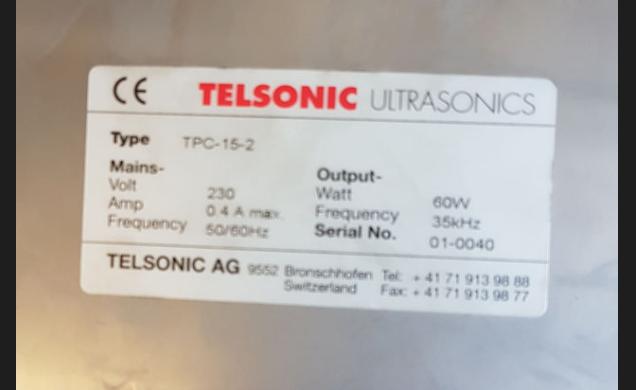 CE TELSONIC ULTRASONICS
Type TPC-15-2
Mains-
Volt 230
Amp 0.4 A max.
Frequency 50/60Hz
Output-
Watt 60W
Frequency 35kHz
Serial No. 01-0040
TELSONIC AG 9552 Bronschhofen Tel: + 41 71 913 98 88
Switzerland Fax: + 41 71 913 98 77